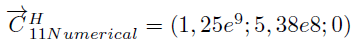 $\overrightarrow{C}^{H}_{11Numerical} = (1,25e^{9}; 5,38e8; 0)$